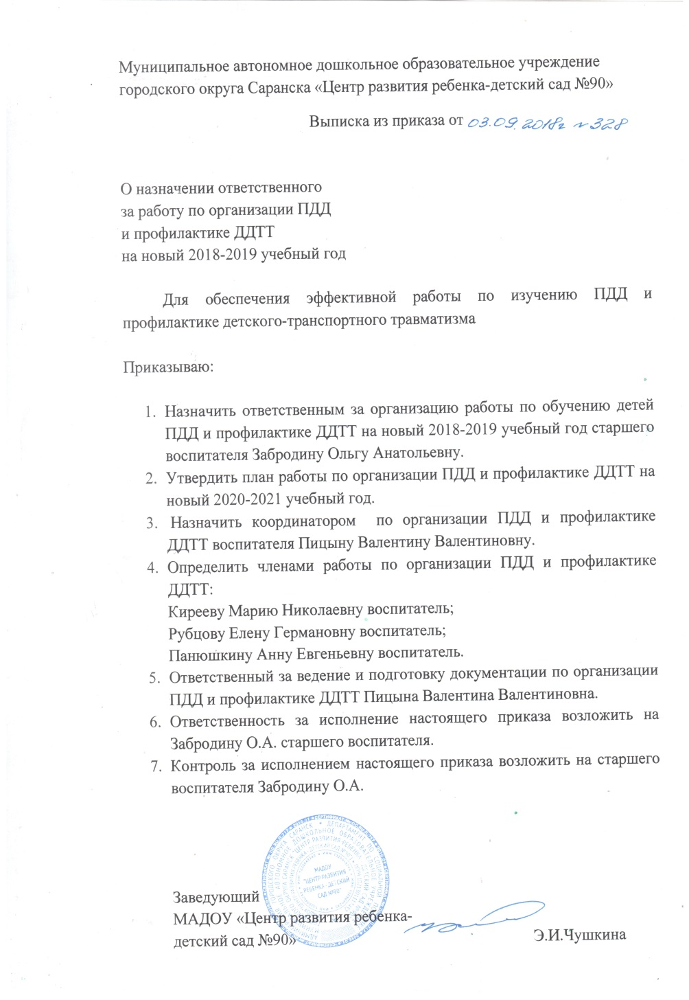 Муниципальное автономное дошкольное образовательное учреждение
городского округа Саранска «Центр развития ребенка-детский сад №90»
Выписка из приказа от 03.09.2018г №328
О назначении ответственного
за работу по организации ПДД
и профилактике ДДТТ
на новый 2018-2019 учебный год
Для обеспечения эффективной работы по изучению ПДД и
профилактике детского-транспортного травматизма
Приказываю:
1. Назначить ответственным за организацию работы по обучению детей
ПДД и профилактике ДДТТ на новый 2018-2019 учебный год старшего
воспитателя Забродину Ольгу Анатольевну.
2. Утвердить план работы по организации ПДД и профилактике ДДТТ на
новый 2020-2021 учебный год.
3. Назначить координатором по организации ПДД и профилактике
ДДТТ воспитателя Пицыну Валентину Валентиновну.
4. Определить членами работы по организации ПДД и профилактике
ДДТТ:
Кирееву Марию Николаевну воспитатель;
Рубцову Елену Германовну воспитатель;
Панюшкину Анну Евгеньевну воспитатель.
5. Ответственный за ведение и подготовку документации по организации
ПДД и профилактике ДДТТ Пицына Валентина Валентиновна.
6. Ответственность за исполнение настоящего приказа возложить на
Забродину О.А. старшего воспитателя.
7. Контроль за исполнением настоящего приказа возложить на старшего
воспитателя Забродину О.А.
МАДОУ
"ЦЕНТР РАЗВИТИЯ
РЕБЕНКА - ДЕТСКИЙ
САД №90"
Заведующий
МАДОУ «Центр развития ребенка-
детский сад №90»
Э.И.Чушкина